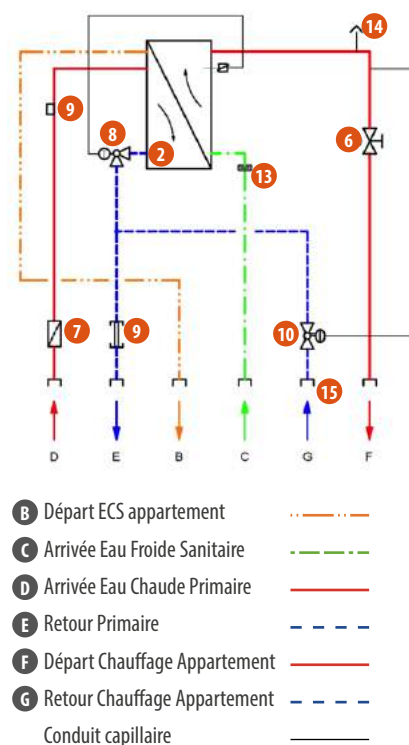 14
9
8
2
6
13
7
9
10
15
D
E
B
C
G
F
B Départ ECS appartement
C Arrivée Eau Froide Sanitaire
D Arrivée Eau Chaude Primaire
E Retour Primaire
F Départ Chauffage Appartement
G Retour Chauffage Appartement
Conduit capillaire